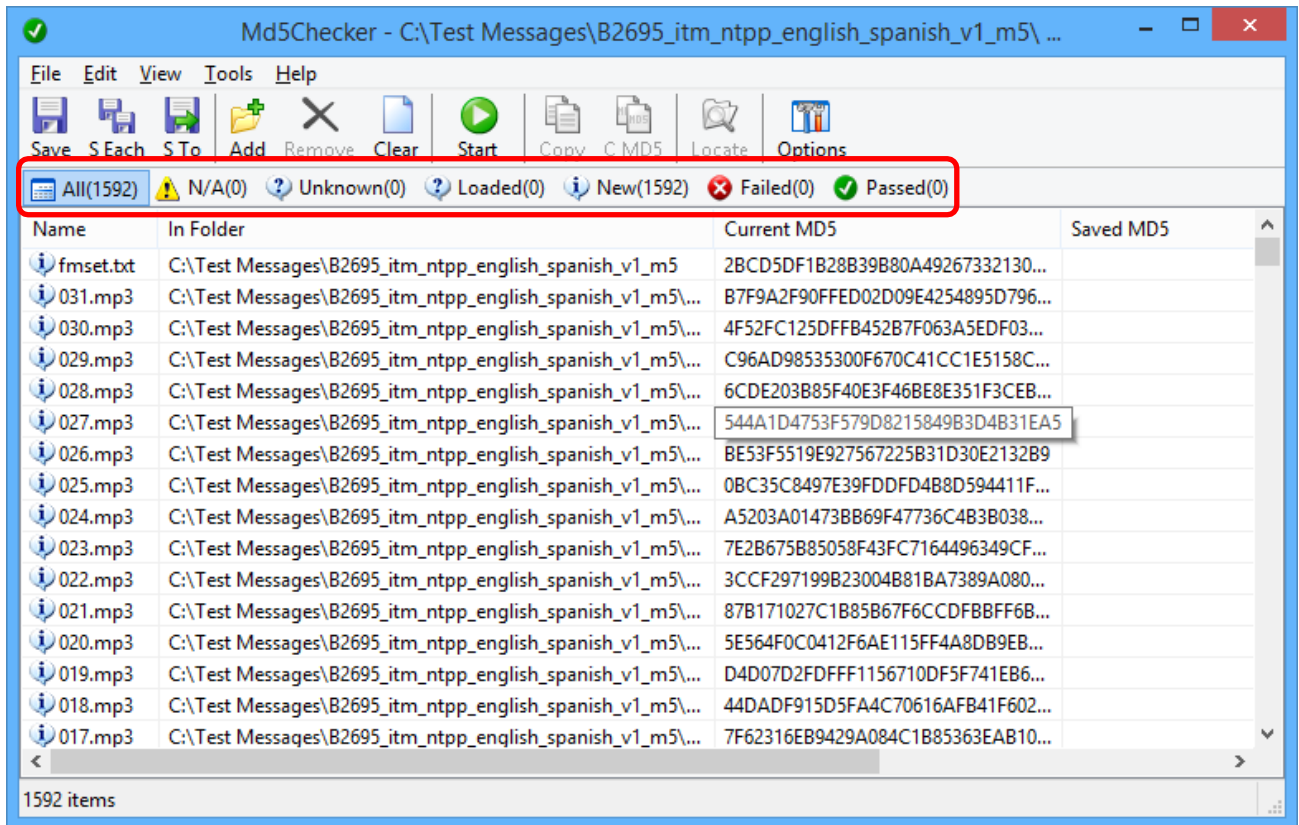 Md5Checker - C:\Test Messages\B2695_itm_ntpp_english_spanish_v1_m5\ ...
File Edit View Tools Help
Save S Each S To Add Remove Clear Start Copy C MD5 Locate Options
All(1592) N/A(0) Unknown(0) Loaded(0) New(1592) Failed(0) Passed(0)
Name In Folder Current MD5 Saved MD5
fmset.txt C:\Test Messages\B2695_itm_ntpp_english_spanish_v1_m5 2BCD5DF1B28B39B80A49267332130...
031.mp3 C:\Test Messages\B2695_itm_ntpp_english_spanish_v1_m5\... B7F9A2F90FFED02D09E4254895D796...
030.mp3 C:\Test Messages\B2695_itm_ntpp_english_spanish_v1_m5\... 4F52FC125DFFB452B7F063A5EDF03...
029.mp3 C:\Test Messages\B2695_itm_ntpp_english_spanish_v1_m5\... C96AD98535300F670C41CC1E5158C...
028.mp3 C:\Test Messages\B2695_itm_ntpp_english_spanish_v1_m5\... 6CDE203B85F40E3F46BE8E351F3CEB...
027.mp3 C:\Test Messages\B2695_itm_ntpp_english_spanish_v1_m5\... 544A1D4753F579D8215849B3D4B31EA5
026.mp3 C:\Test Messages\B2695_itm_ntpp_english_spanish_v1_m5\... BE53F5519E927567225B31D30E2132B9
025.mp3 C:\Test Messages\B2695_itm_ntpp_english_spanish_v1_m5\... 0BC35C8497E39FDDFD4B8D594411F...
024.mp3 C:\Test Messages\B2695_itm_ntpp_english_spanish_v1_m5\... A5203A01473BB69F47736C4B3B038...
023.mp3 C:\Test Messages\B2695_itm_ntpp_english_spanish_v1_m5\... 7E2B675B85058F43FC7164496349CF...
022.mp3 C:\Test Messages\B2695_itm_ntpp_english_spanish_v1_m5\... 3CCF297199B23004B81BA7389A080...
021.mp3 C:\Test Messages\B2695_itm_ntpp_english_spanish_v1_m5\... 87B171027C1B85B67F6CCDFBBFF6B...
020.mp3 C:\Test Messages\B2695_itm_ntpp_english_spanish_v1_m5\... 5E564F0C0412F6AE115FF4A8DB9EB...
019.mp3 C:\Test Messages\B2695_itm_ntpp_english_spanish_v1_m5\... D4D07D2FDFFF1156710DF5F741EB6...
018.mp3 C:\Test Messages\B2695_itm_ntpp_english_spanish_v1_m5\... 44DADF915D5FA4C70616AFB41F602...
017.mp3 C:\Test Messages\B2695_itm_ntpp_english_spanish_v1_m5\... 7F62316EB9429A084C1B85363EAB10...
1592 items